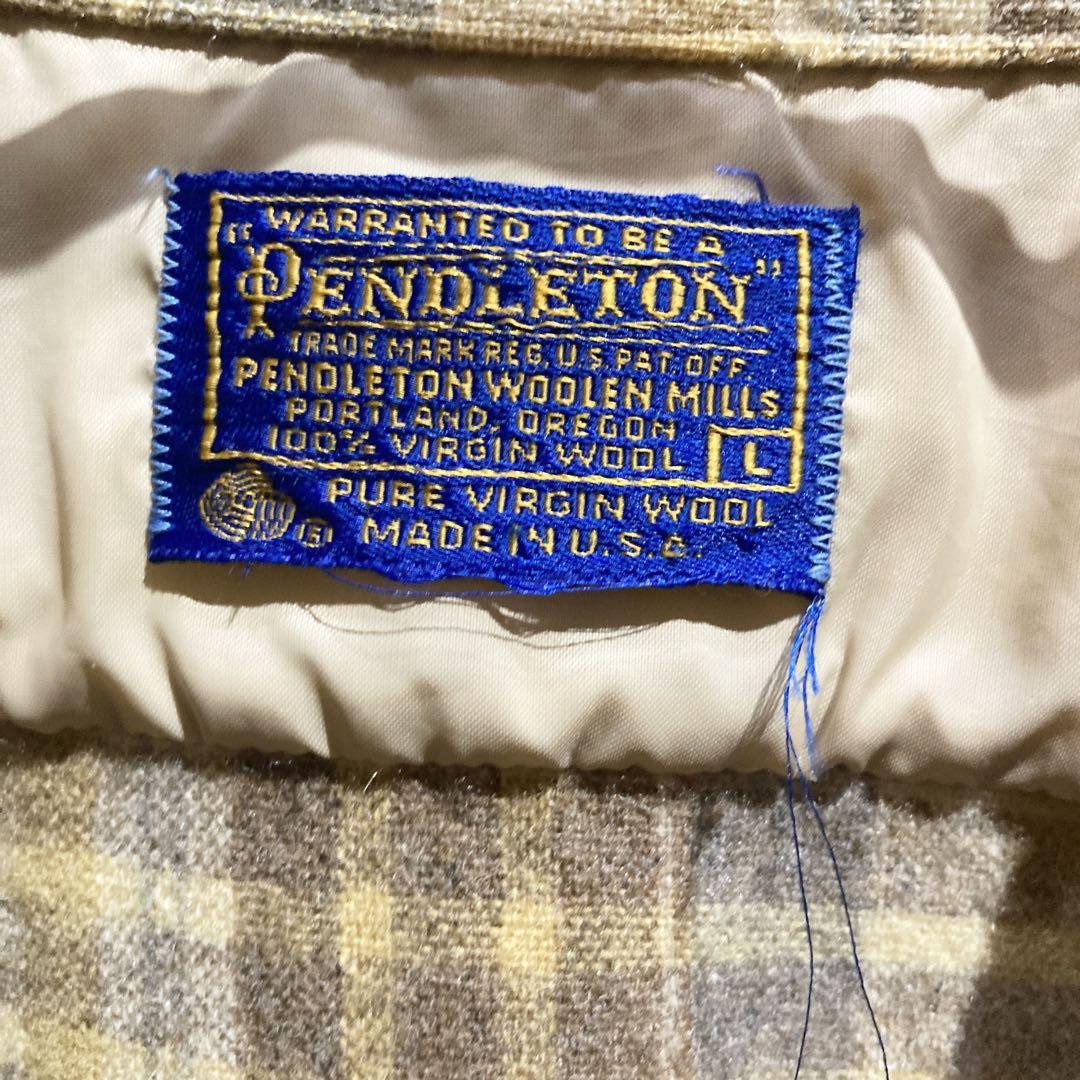 WARRANTED TO BE A
"PENDLETON"
TRADE MARK REG. U.S. PAT. OFF.
PENDLETON WOOLEN MILLS
PORTLAND, OREGON
100% VIRGIN WOOL L
PURE VIRGIN WOOL
MADE IN U.S.A.